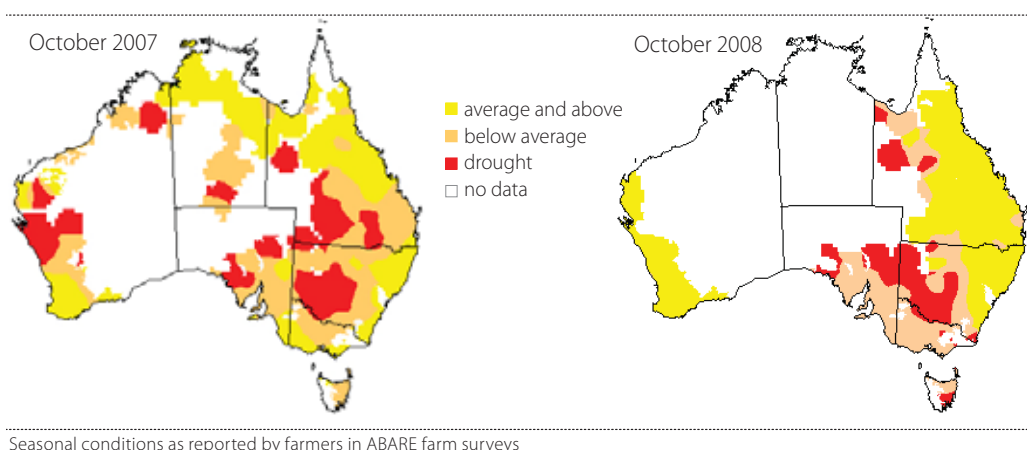 October 2007
October 2008
average and above
below average
drought
no data
Seasonal conditions as reported by farmers in ABARE farm surveys